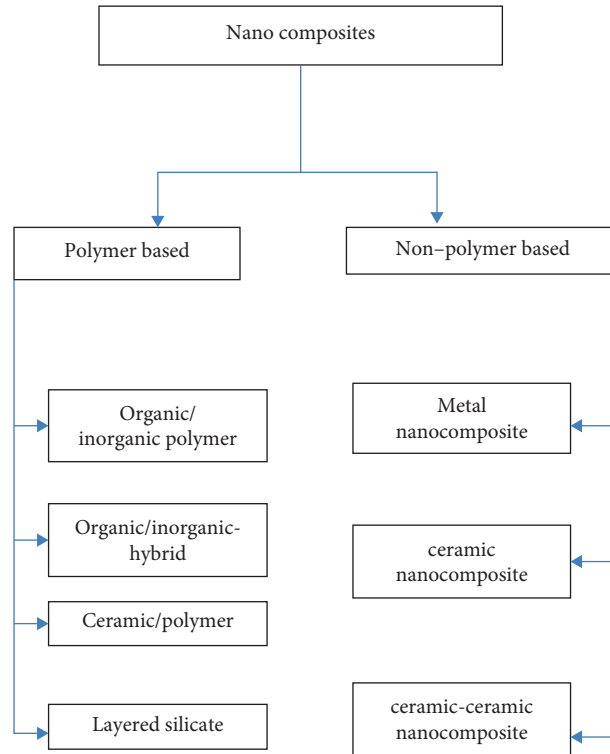 Nano composites
Polymer based
Non–polymer based
Organic/
inorganic polymer
Organic/inorganic-
hybrid
Ceramic/polymer
Layered silicate
Metal
nanocomposite
ceramic
nanocomposite
ceramic-ceramic
nanocomposite